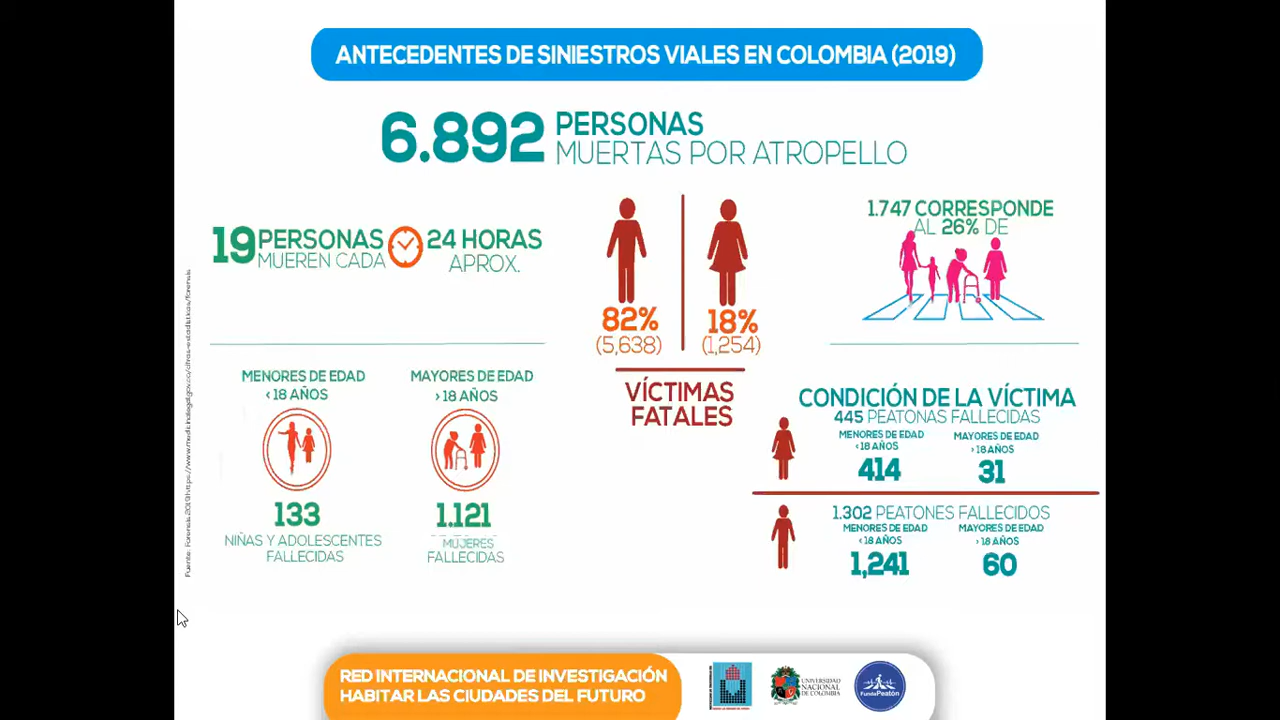 ANTECEDENTES DE SINIESTROS VIALES EN COLOMBIA (2019)
6.892 PERSONAS
MUERTAS POR ATROPELLO
19 PERSONAS
MUEREN CADA
24 HORAS
APROX.
82%
(5,638)
18%
(1,254)
VÍCTIMAS
FATALES
1.747 CORRESPONDE
AL 26% DE
MENORES DE EDAD
< 18 AÑOS
133
NIÑAS Y ADOLESCENTES
FALLECIDAS
MAYORES DE EDAD
> 18 AÑOS
1.121
MUJERES
FALLECIDAS
CONDICIÓN DE LA VÍCTIMA
445 PEATONAS FALLECIDAS
MENORES DE EDAD
< 18 AÑOS
414
MAYORES DE EDAD
> 18 AÑOS
31
1.302 PEATONES FALLECIDOS
MENORES DE EDAD
< 18 AÑOS
1,241
MAYORES DE EDAD
> 18 AÑOS
60
RED INTERNACIONAL DE INVESTIGACIÓN
HABITAR LAS CIUDADES DEL FUTURO
UNIVERSIDAD
NACIONAL
DE COLOMBIA
FundaPeatón